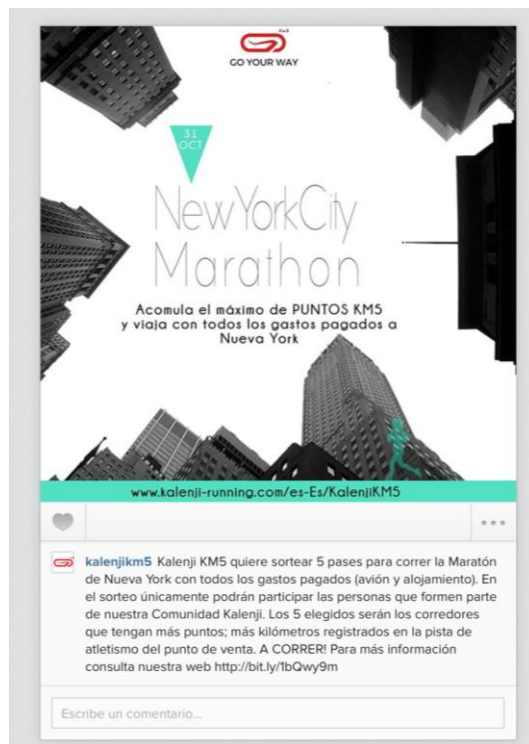 GO YOUR WAY
31
OCT
NewYorkCity
Marathon
Acomula el máximo de PUNTOS KM5
y viaja con todos los gastos pagados a
Nueva York
www.kalenji-running.com/es-Es/KalenjiKM5
kalenjikm5 Kalenji KM5 quiere sortear 5 pases para correr la Maratón
de Nueva York con todos los gastos pagados (avión y alojamiento). En
el sorteo únicamente podrán participar las personas que formen parte
de nuestra Comunidad Kalenji. Los 5 elegidos serán los corredores
que tengan más puntos; más kilómetros registrados en la pista de
atletismo del punto de venta. A CORRER! Para más información
consulta nuestra web http://bit.ly/1bQwy9m
Escribe un comentario...